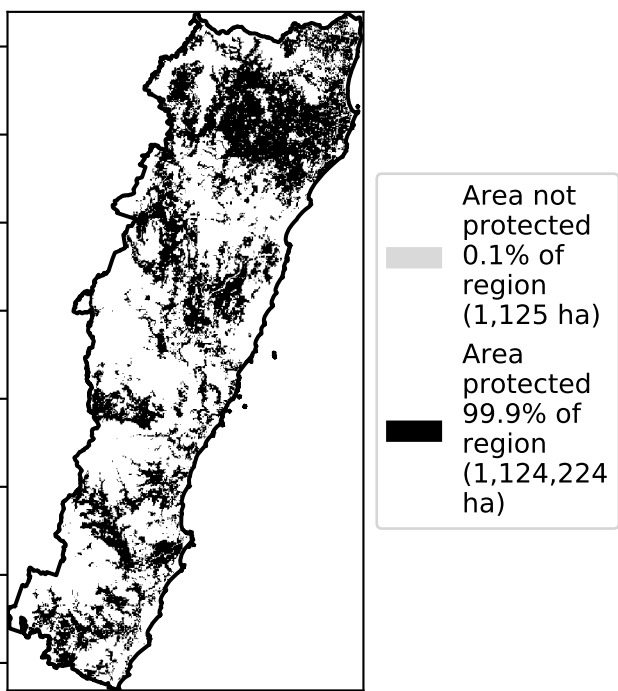 Area not
protected
0.1% of
region
(1,125 ha)
Area
protected
99.9% of
region
(1,124,224
ha)